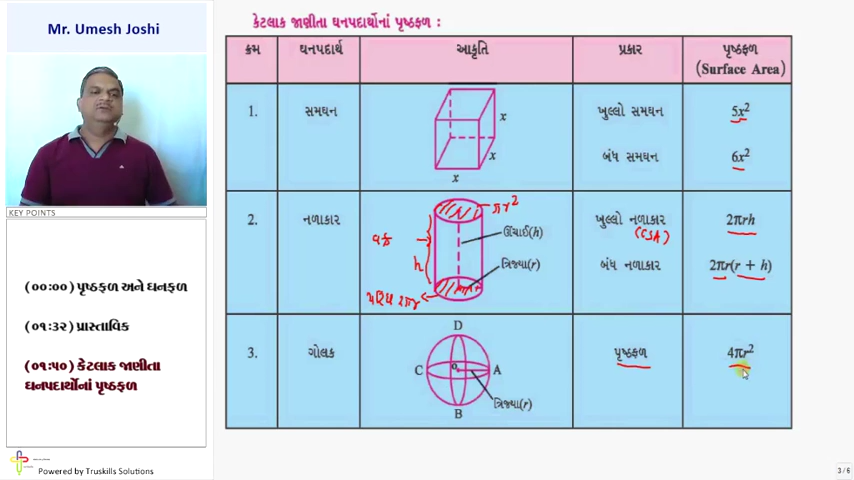 Mr. Umesh Joshi
KEY POINTS
(૦૦:૦૦) પૃષ્ઠફળ અને ઘનફળ
(૦૧:૩૨) પ્રાસ્તાવિક
(૦૧:૫૦) કેટલાક જાણીતા
ઘનપદાર્થોનાં પૃષ્ઠફળ
Powered by Truskills Solutions
કેટલાક જાણીતા ઘનપદાર્થોનાં પૃષ્ઠફળ :
ક્રમ ઘનપદાર્થ આકૃતિ પ્રકાર પૃષ્ઠફળ
(Surface Area)
1. સમઘન x x x ખુલ્લો સમઘન 5x²
બંધ સમઘન 6x²
2. નળાકાર πr² ઊંચાઈ(h) ખુલ્લો નળાકાર 2πrh
(CSA)
h ત્રિજ્યા(r) બંધ નળાકાર 2πr(r + h)
2πr
3. ગોલક D C O A B ત્રિજ્યા(r) પૃષ્ઠફળ 4πr²
3/6